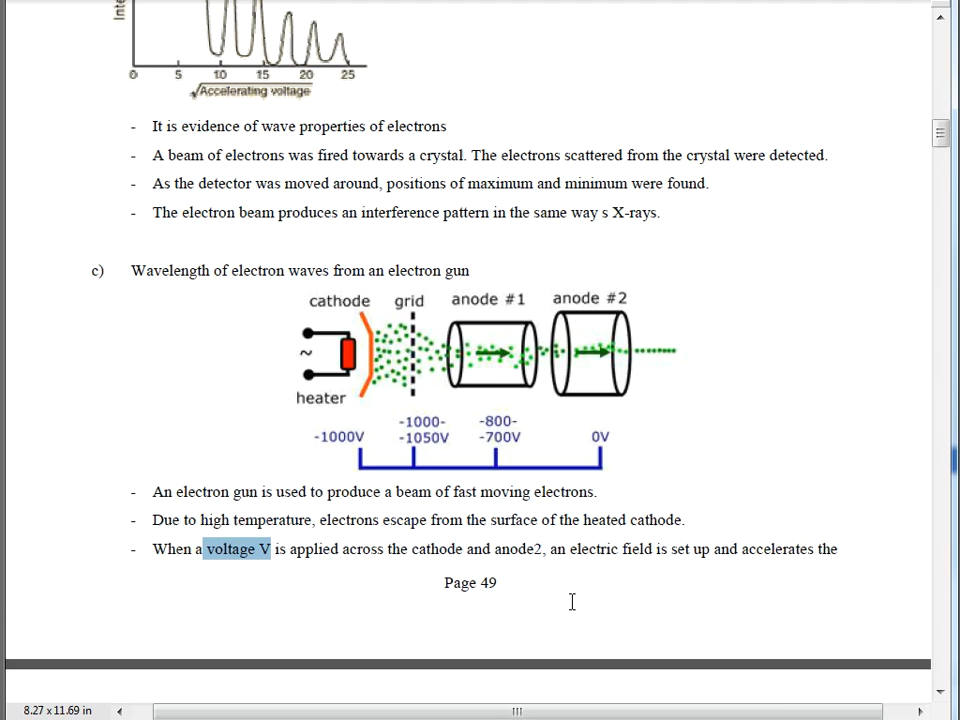 Inte
0 5 10 15 20 25
√Accelerating voltage
- It is evidence of wave properties of electrons
- A beam of electrons was fired towards a crystal. The electrons scattered from the crystal were detected.
- As the detector was moved around, positions of maximum and minimum were found.
- The electron beam produces an interference pattern in the same way s X-rays.
c) Wavelength of electron waves from an electron gun
cathode grid anode #1 anode #2
~
heater
-1000- -800-
-1000V -1050V -700V 0V
- An electron gun is used to produce a beam of fast moving electrons.
- Due to high temperature, electrons escape from the surface of the heated cathode.
- When a voltage V is applied across the cathode and anode2, an electric field is set up and accelerates the
Page 49
8.27 x 11.69 in